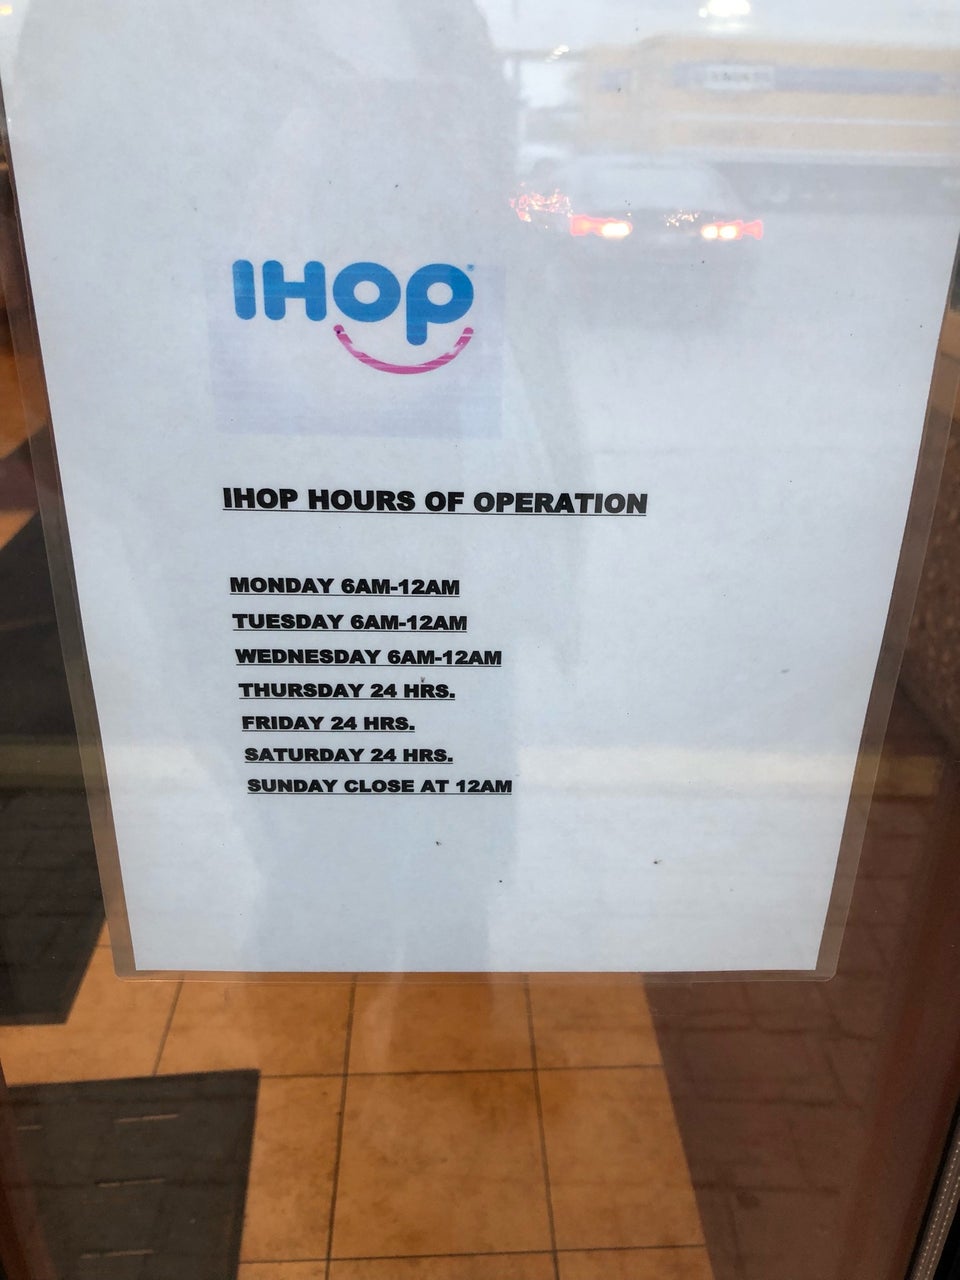 IHOP
IHOP HOURS OF OPERATION
MONDAY 6AM-12AM
TUESDAY 6AM-12AM
WEDNESDAY 6AM-12AM
THURSDAY 24 HRS.
FRIDAY 24 HRS.
SATURDAY 24 HRS.
SUNDAY CLOSE AT 12AM